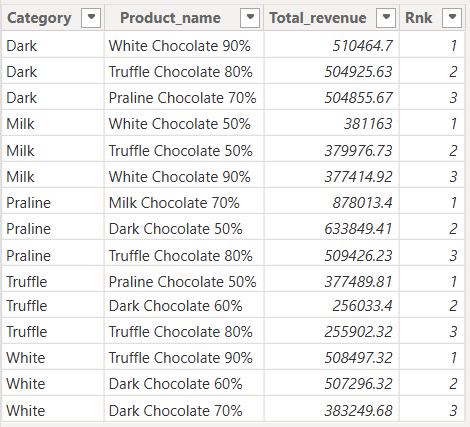 Category Product_name Total_revenue Rnk
Dark White Chocolate 90% 510464.7 1
Dark Truffle Chocolate 80% 504925.63 2
Dark Praline Chocolate 70% 504855.67 3
Milk White Chocolate 50% 381163 1
Milk Truffle Chocolate 50% 379976.73 2
Milk White Chocolate 90% 377414.92 3
Praline Milk Chocolate 70% 878013.4 1
Praline Dark Chocolate 50% 633849.41 2
Praline Truffle Chocolate 80% 509426.23 3
Truffle Praline Chocolate 50% 377489.81 1
Truffle Dark Chocolate 60% 256033.4 2
Truffle Truffle Chocolate 80% 255902.32 3
White Truffle Chocolate 90% 508497.32 1
White Dark Chocolate 60% 507296.32 2
White Dark Chocolate 70% 383249.68 3